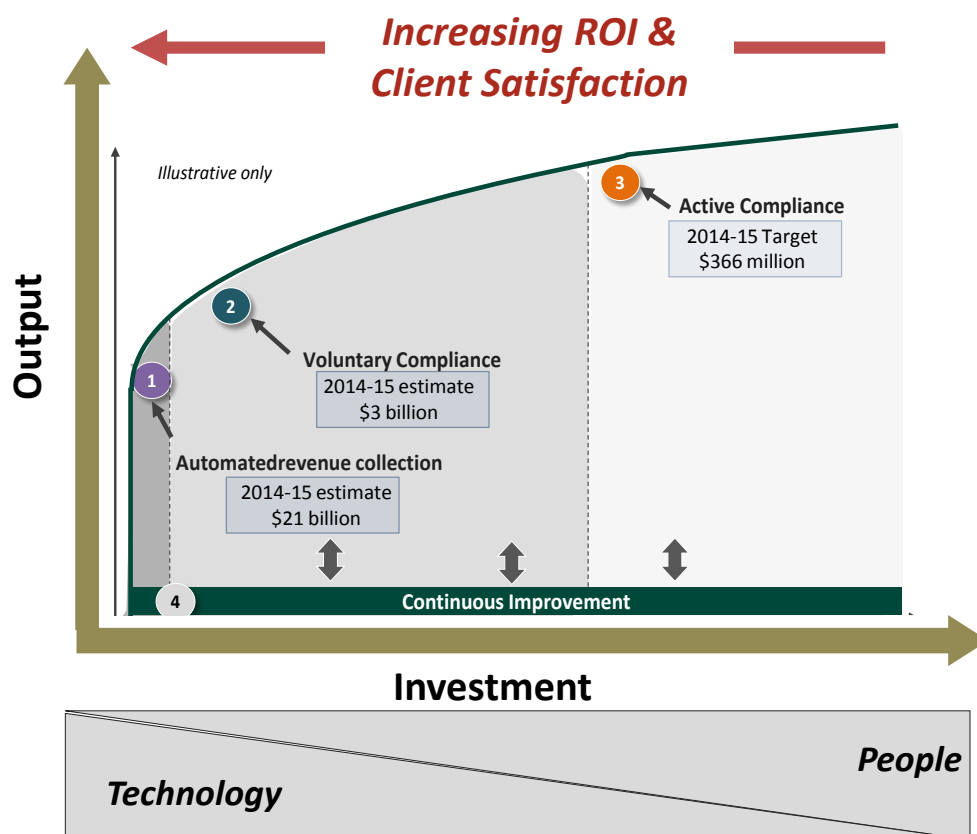 Increasing ROI &
Client Satisfaction
Output
Illustrative only
3
Active Compliance
2014-15 Target
$366 million
2
Voluntary Compliance
2014-15 estimate
$3 billion
1
Automatedrevenue collection
2014-15 estimate
$21 billion
4
Continuous Improvement
Investment
People
Technology